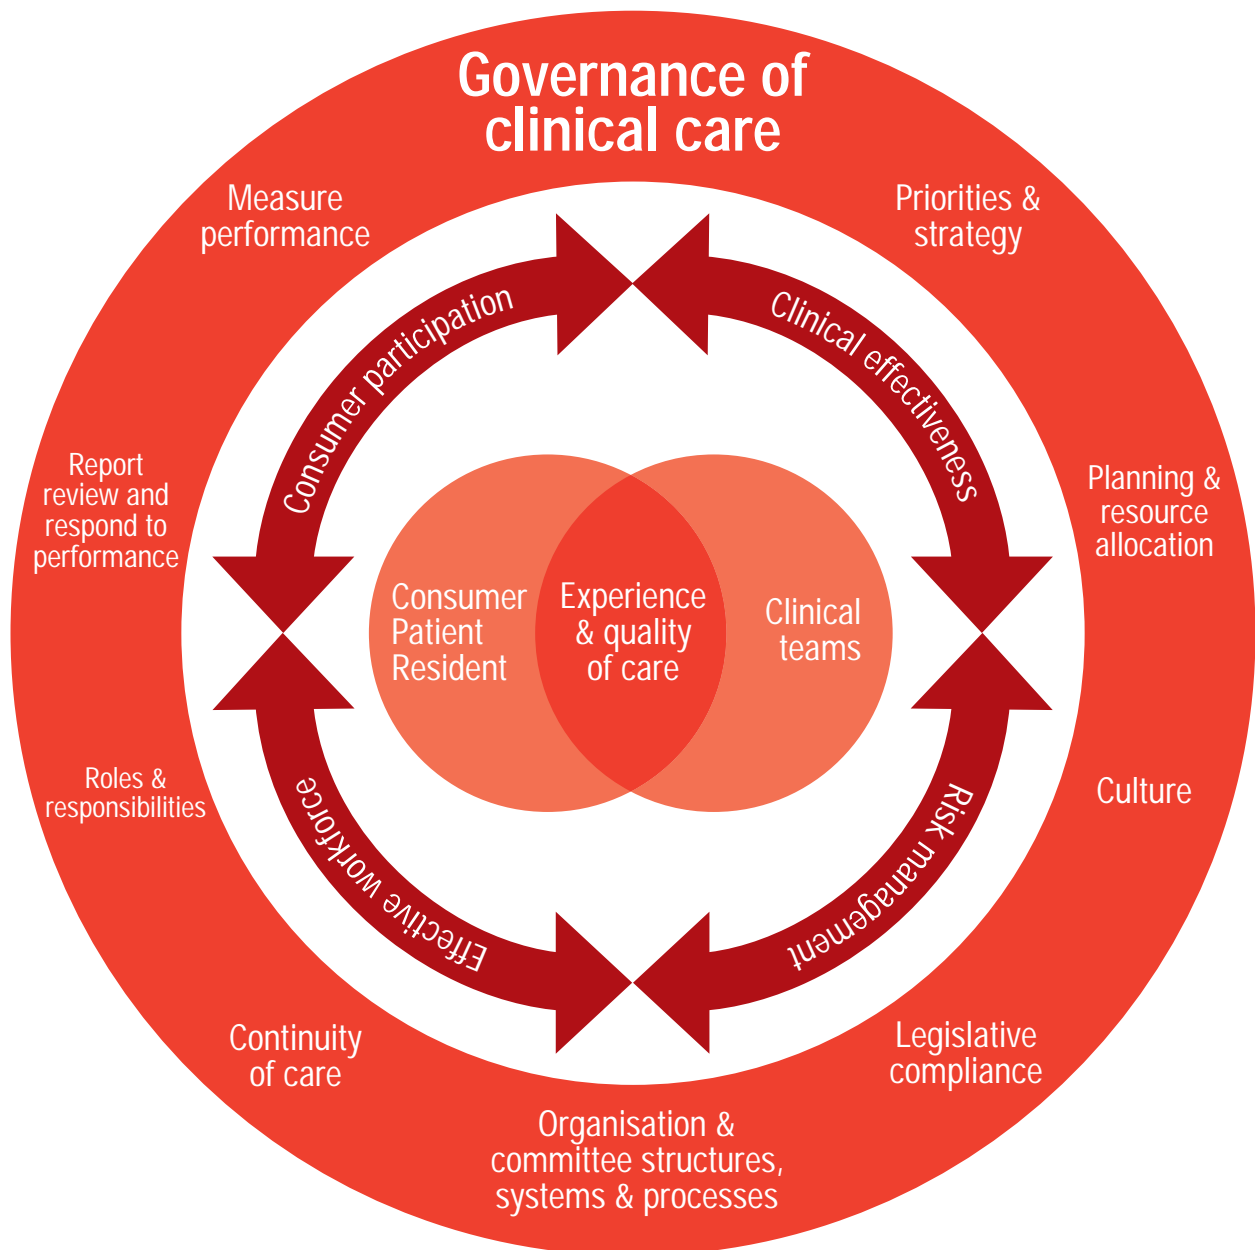 Governance of
clinical care
Measure
performance
Priorities &
strategy
Consumer participation
Clinical effectiveness
Report
review and
respond to
performance
Planning &
resource
allocation
Consumer
Patient
Resident
Experience
& quality
of care
Clinical
teams
Roles &
responsibilities
Culture
Effective workforce
Risk management
Continuity
of care
Legislative
compliance
Organisation &
committee structures,
systems & processes